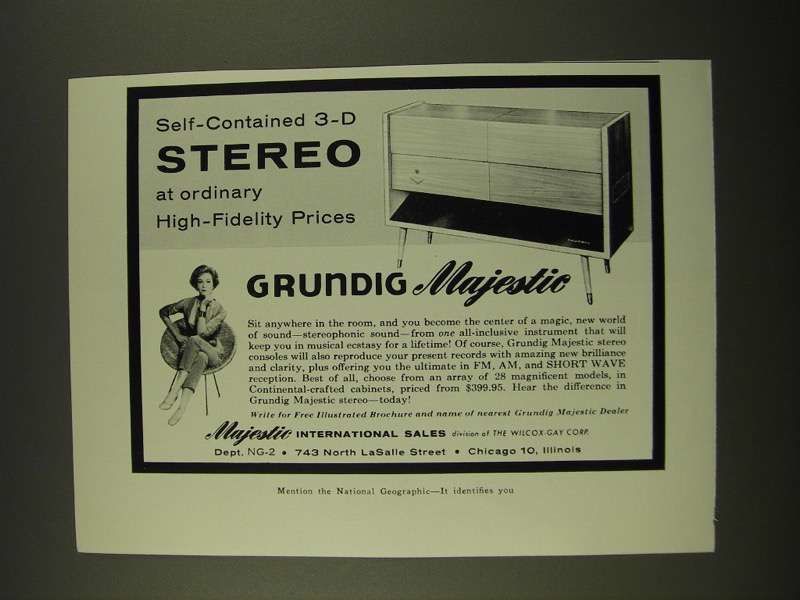 Self-Contained 3-D
STEREO
at ordinary
High-Fidelity Prices
GRUNDIG Majestic
Sit anywhere in the room, and you become the center of a magic, new world
of sound—stereophonic sound—from one all-inclusive instrument that will
keep you in musical ecstasy for a lifetime! Of course, Grundig Majestic stereo
consoles will also reproduce your present records with amazing new brilliance
and clarity, plus offering you the ultimate in FM, AM, and SHORT WAVE
reception. Best of all, choose from an array of 28 magnificent models, in
Continental-crafted cabinets, priced from $399.95. Hear the difference in
Grundig Majestic stereo—today!
Write for Free Illustrated Brochure and name of nearest Grundig Majestic Dealer
Majestic INTERNATIONAL SALES division of THE WILCOX-GAY CORP.
Dept. NG-2 • 743 North LaSalle Street • Chicago 10, Illinois
Mention the National Geographic—It identifies you